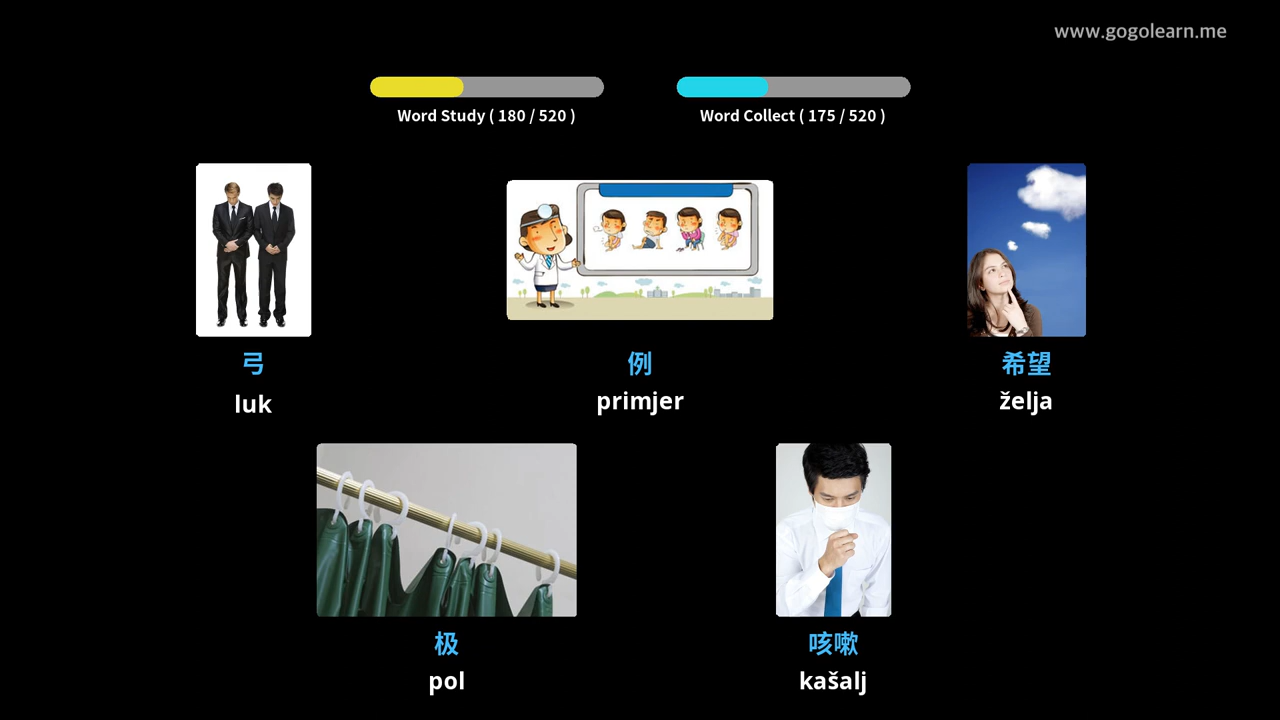 www.gogolearn.me
Word Study ( 180 / 520 )
Word Collect ( 175 / 520 )
弓
luk
例
primjer
希望
želja
极
pol
咳嗽
kašalj